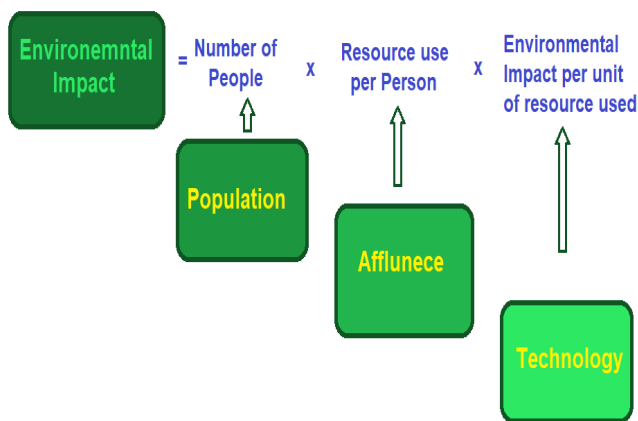 Environemntal
Impact
= Number of
People
x
Resource use
per Person
x
Environmental
Impact per unit
of resource used
Population
Afflunece
Technology